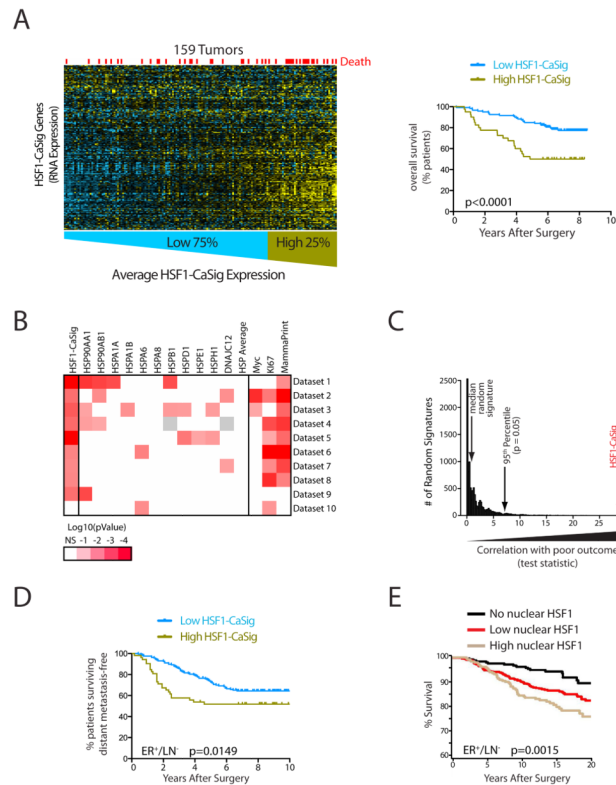 A
159 Tumors
Death
HSF1-CaSig Genes
(RNA Expression)
Low 75%
High 25%
Average HSF1-CaSig Expression
Low HSF1-CaSig
High HSF1-CaSig
overall survival
(% patients)
100
80
60
40
20
0
p<0.0001
0 2 4 6 8 10
Years After Surgery
B
HSF1-CaSig
HSP90AA1
HSP90AB1
HSPA1A
HSPA1B
HSPA6
HSPA8
HSPB1
HSPD1
HSPE1
HSPH1
DNAJC12
HSP Average
Myc
Ki67
MammaPrint
Dataset 1
Dataset 2
Dataset 3
Dataset 4
Dataset 5
Dataset 6
Dataset 7
Dataset 8
Dataset 9
Dataset 10
Log10(pValue)
NS -1 -2 -3 -4
C
# of Random Signatures
2500
2000
1500
1000
500
0
median
random
signature
95th Percentile
(p = 0.05)
HSF1-CaSig
0 5 10 15 20 25
Correlation with poor outcome
(test statistic)
D
Low HSF1-CaSig
High HSF1-CaSig
% patients surviving
distant metastasis-free
100
80
60
40
20
0
ER⁺/LN⁻ p=0.0149
0 2 4 6 8 10
Years After Surgery
E
No nuclear HSF1
Low nuclear HSF1
High nuclear HSF1
% Survival
100
90
80
70
60
ER⁺/LN⁻ p=0.0015
0 5 10 15 20
Years After Surgery